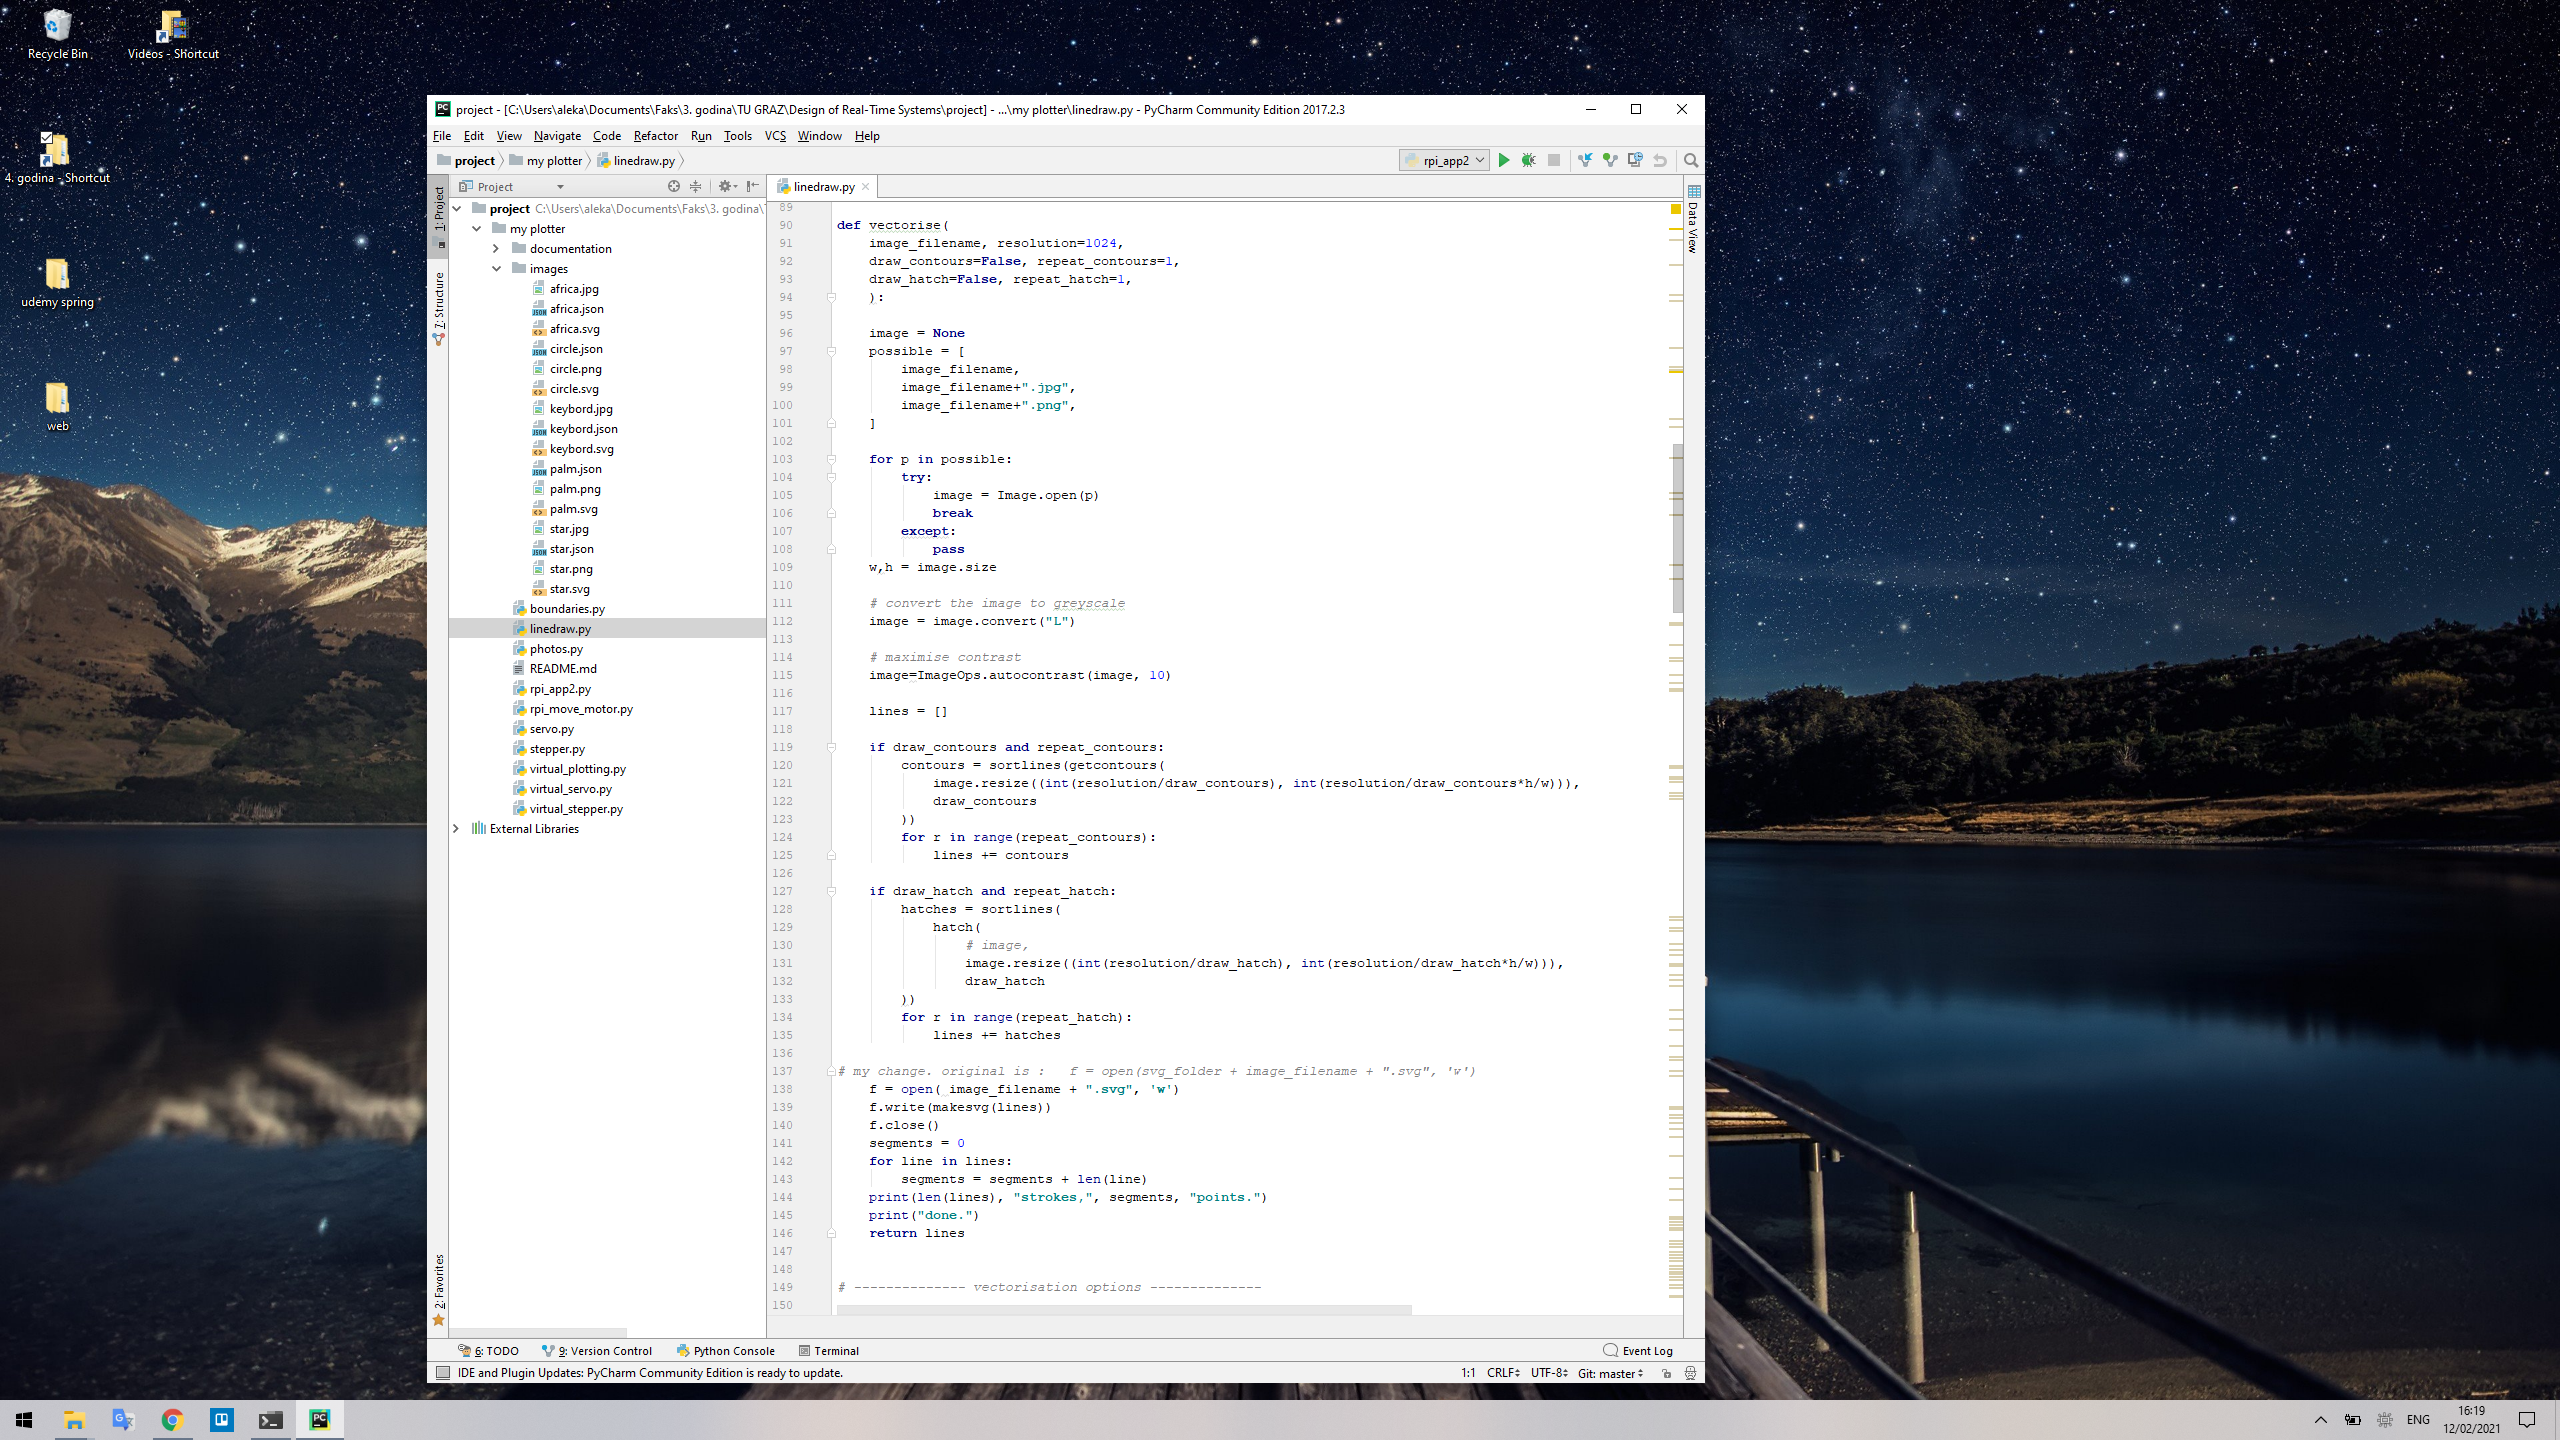 Recycle Bin
Videos - Shortcut
4. godina - Shortcut
udemy spring
web
project - [C:\Users\aleka\Documents\Faks\3. godina\TU GRAZ\Design of Real-Time Systems\project] - ...\my plotter\linedraw.py - PyCharm Community Edition 2017.2.3
File Edit View Navigate Code Refactor Run Tools VCS Window Help
project my plotter linedraw.py
rpi_app2
1: Project
7: Structure
2: Favorites
Project
project C:\Users\aleka\Documents\Faks\3. godina\
my plotter
documentation
images
africa.jpg
africa.json
africa.svg
circle.json
circle.png
circle.svg
keybord.jpg
keybord.json
keybord.svg
palm.json
palm.png
palm.svg
star.jpg
star.json
star.png
star.svg
boundaries.py
linedraw.py
photos.py
README.md
rpi_app2.py
rpi_move_motor.py
servo.py
stepper.py
virtual_plotting.py
virtual_servo.py
virtual_stepper.py
External Libraries
linedraw.py
Data View
89
90 def vectorise(
91 image_filename, resolution=1024,
92 draw_contours=False, repeat_contours=1,
93 draw_hatch=False, repeat_hatch=1,
94 ):
95
96 image = None
97 possible = [
98 image_filename,
99 image_filename+".jpg",
100 image_filename+".png",
101 ]
102
103 for p in possible:
104 try:
105 image = Image.open(p)
106 break
107 except:
108 pass
109 w,h = image.size
110
111 # convert the image to greyscale
112 image = image.convert("L")
113
114 # maximise contrast
115 image=ImageOps.autocontrast(image, 10)
116
117 lines = []
118
119 if draw_contours and repeat_contours:
120 contours = sortlines(getcontours(
121 image.resize((int(resolution/draw_contours), int(resolution/draw_contours*h/w))),
122 draw_contours
123 ))
124 for r in range(repeat_contours):
125 lines += contours
126
127 if draw_hatch and repeat_hatch:
128 hatches = sortlines(
129 hatch(
130 # image,
131 image.resize((int(resolution/draw_hatch), int(resolution/draw_hatch*h/w))),
132 draw_hatch
133 ))
134 for r in range(repeat_hatch):
135 lines += hatches
136
137 # my change. original is :   f = open(svg_folder + image_filename + ".svg", 'w')
138 f = open( image_filename + ".svg", 'w')
139 f.write(makesvg(lines))
140 f.close()
141 segments = 0
142 for line in lines:
143 segments = segments + len(line)
144 print(len(lines), "strokes,", segments, "points.")
145 print("done.")
146 return lines
147
148
149 # -------------- vectorisation options --------------
150
6: TODO 9: Version Control Python Console Terminal Event Log
IDE and Plugin Updates: PyCharm Community Edition is ready to update. 1:1 CRLF UTF-8 Git: master
ENG
16:19
12/02/2021